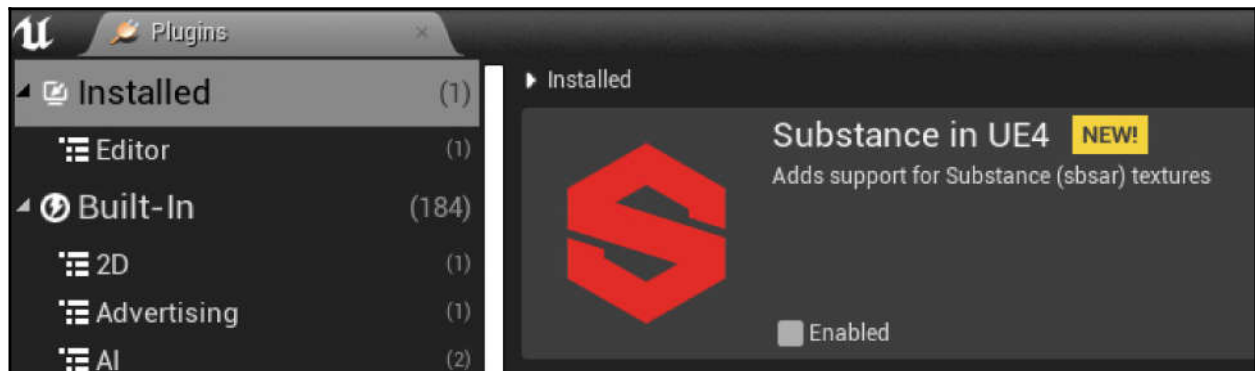 Plugins
Installed (1)
Editor (1)
Built-In (184)
2D (1)
Advertising (1)
AI (2)
Installed
Substance in UE4 NEW!
Adds support for Substance (sbsar) textures
Enabled